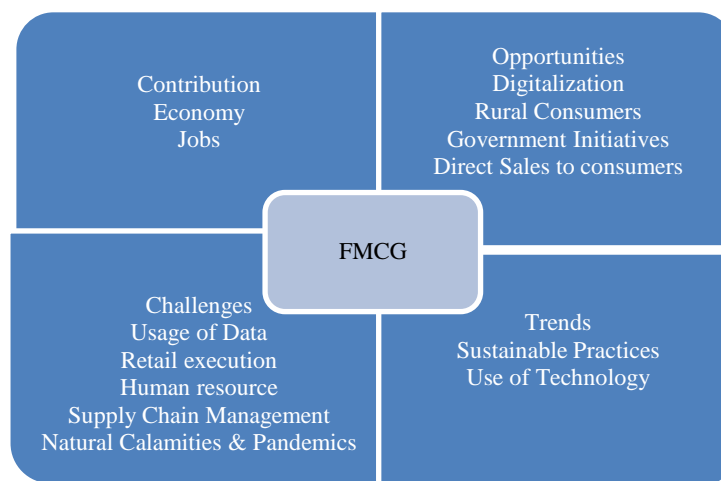 Contribution
Economy
Jobs
Opportunities
Digitalization
Rural Consumers
Government Initiatives
Direct Sales to consumers
FMCG
Challenges
Usage of Data
Retail execution
Human resource
Supply Chain Management
Natural Calamities & Pandemics
Trends
Sustainable Practices
Use of Technology